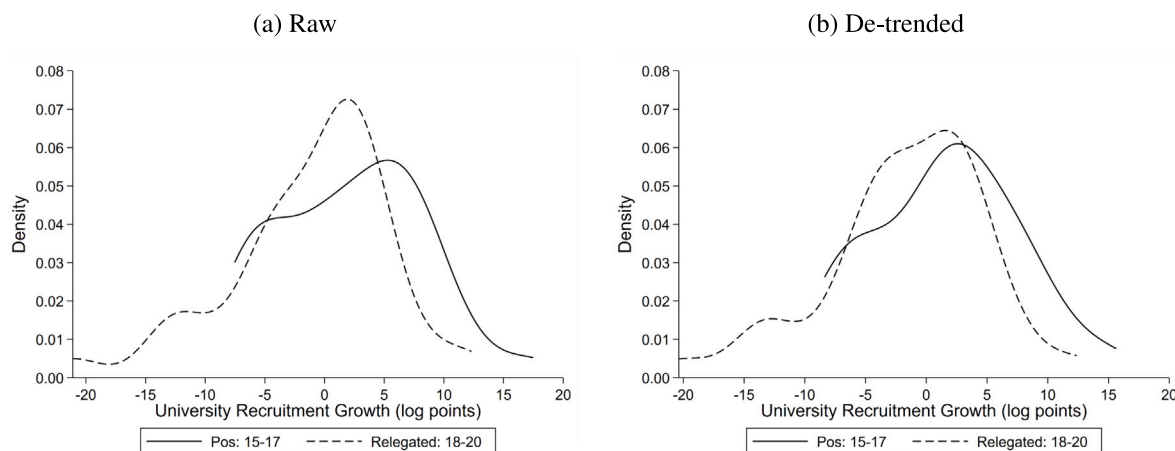 (a) Raw
0.08
0.07
0.06
0.05
0.04
0.03
0.02
0.01
0.00
Density
-20 -15 -10 -5 0 5 10 15 20
University Recruitment Growth (log points)
Pos: 15-17 Relegated: 18-20
(b) De-trended
0.08
0.07
0.06
0.05
0.04
0.03
0.02
0.01
0.00
Density
-20 -15 -10 -5 0 5 10 15 20
University Recruitment Growth (log points)
Pos: 15-17 Relegated: 18-20